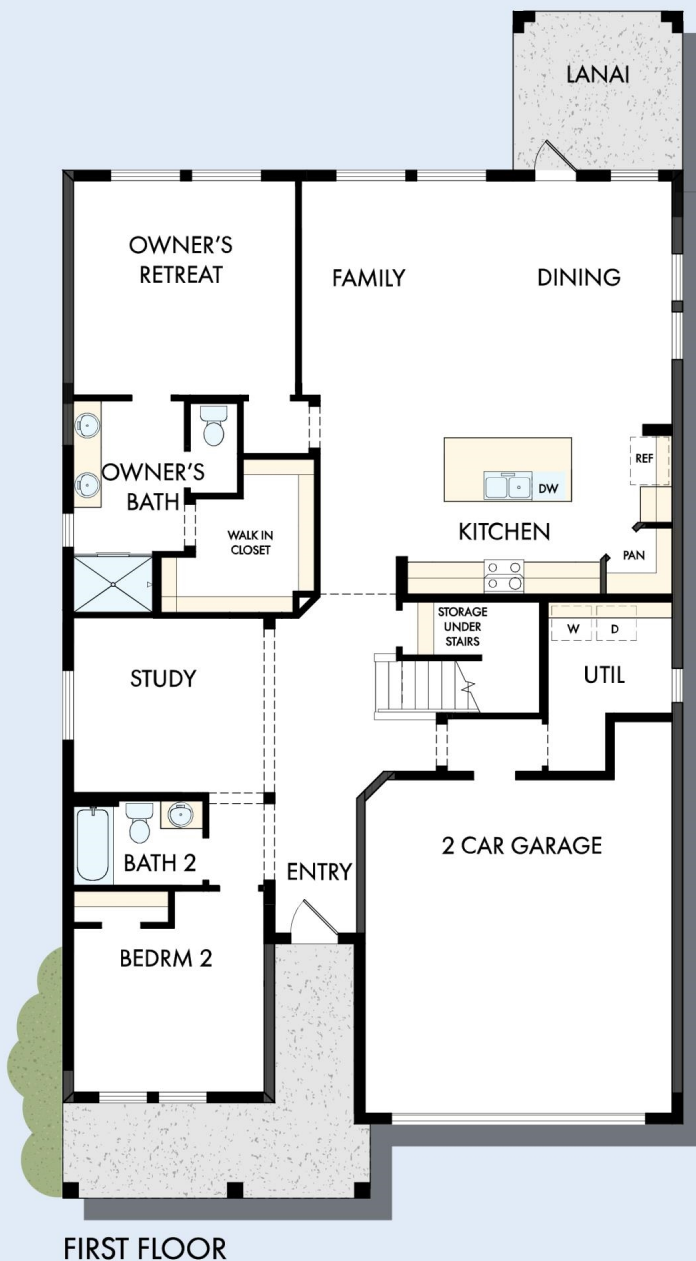 LANAI
OWNER'S
RETREAT
FAMILY
DINING
OWNER'S
BATH
REF
DW
WALK IN
CLOSET
KITCHEN
PAN
STORAGE
UNDER
STAIRS
W
D
STUDY
UTIL
BATH 2
ENTRY
2 CAR GARAGE
BEDRM 2
FIRST FLOOR